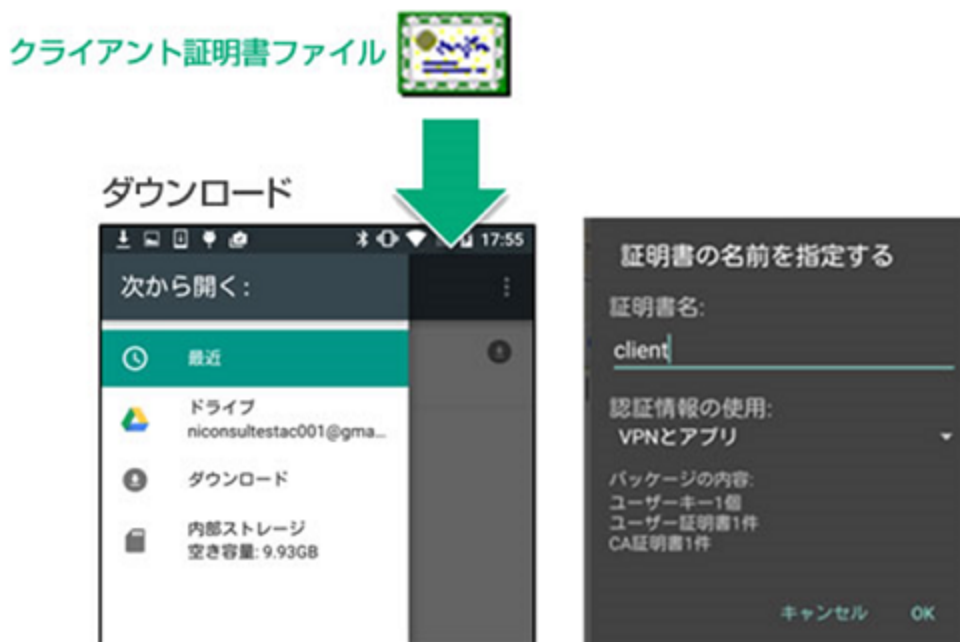 クライアント証明書ファイル
ダウンロード
17:55
次から開く:
最近
ドライブ
niconsultestac001@gma...
ダウンロード
内部ストレージ
空き容量: 9.93GB
証明書の名前を指定する
証明書名:
client
認証情報の使用:
VPNとアプリ
パッケージの内容:
ユーザーキー1個
ユーザー証明書1件
CA証明書1件
キャンセル OK